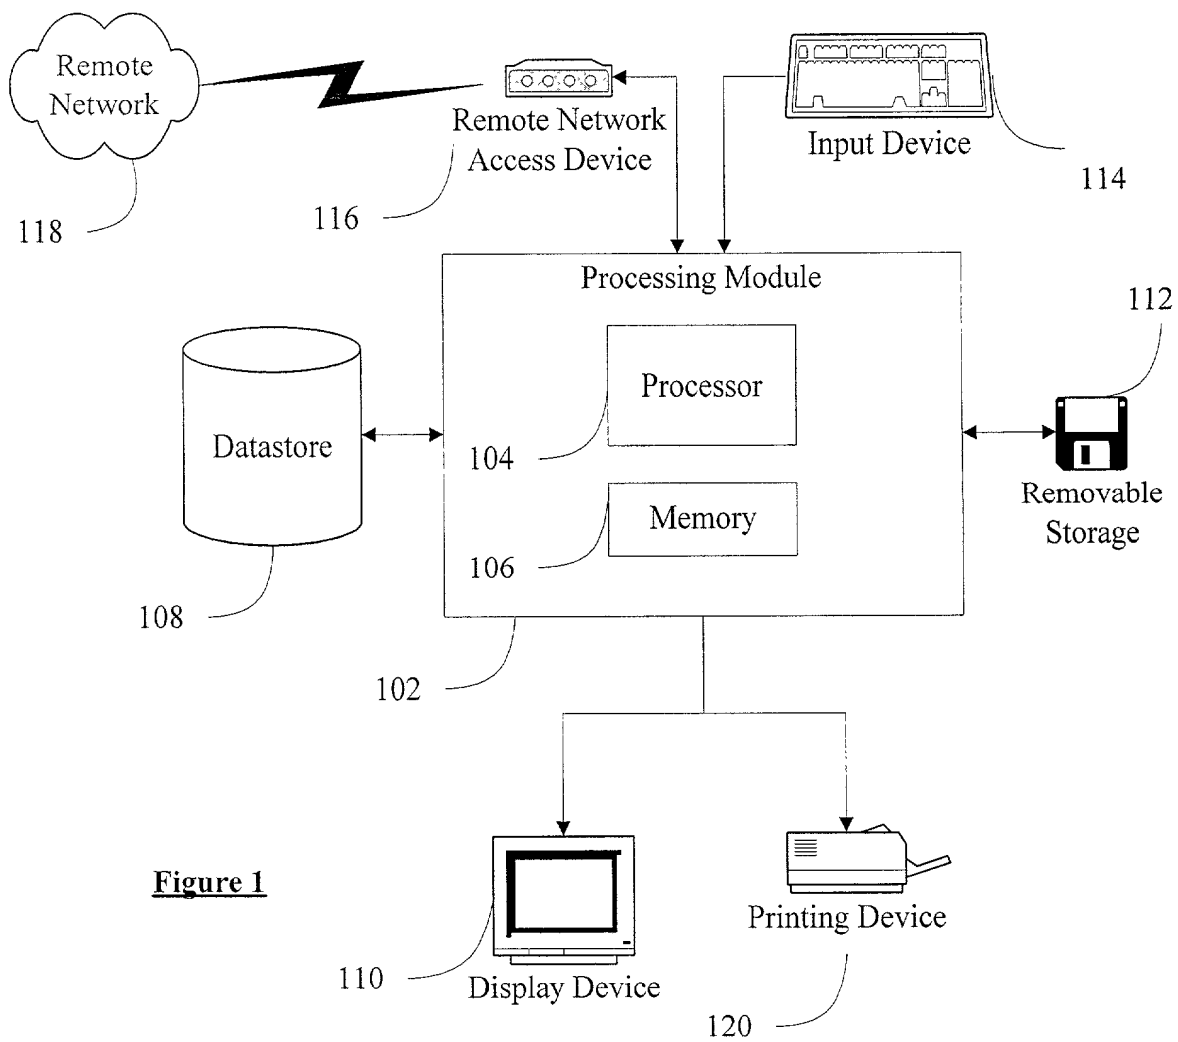 Remote
Network
118
Remote Network
Access Device
116
Input Device
114
Processing Module
Processor
104
Memory
106
102
Datastore
108
112
Removable
Storage
Figure 1
110
Display Device
Printing Device
120